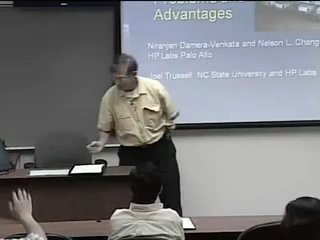 Advantages
Niranjan Damera-Venkata and Nelson L. Chang
HP Labs Palo Alto
Joel Trussell NC State University and HP Labs